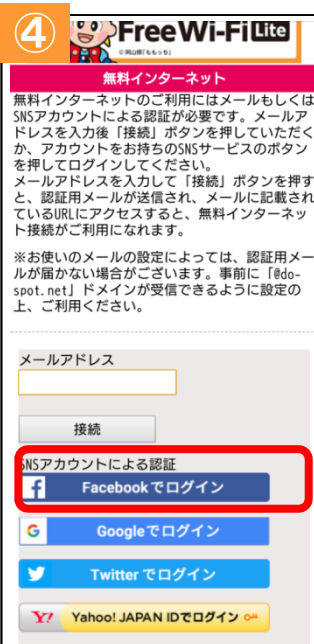 ④
FreeWi-Fi Lite
©岡山県「ももっち」
無料インターネット
無料インターネットのご利用にはメールもしくは
SNSアカウントによる認証が必要です。メールア
ドレスを入力後「接続」ボタンを押していただく
か、アカウントをお持ちのSNSサービスのボタン
を押してログインしてください。
メールアドレスを入力して「接続」ボタンを押す
と、認証用メールが送信され、メールに記載され
ているURLにアクセスすると、無料インターネッ
ト接続がご利用になれます。
※お使いのメールの設定によっては、認証用メー
ルが届かない場合がございます。事前に「@do-
spot.net」ドメインが受信できるように設定の
上、ご利用ください。
メールアドレス
接続
SNSアカウントによる認証
f Facebookでログイン
G Googleでログイン
Twitter でログイン
Y! Yahoo! JAPAN IDでログイン